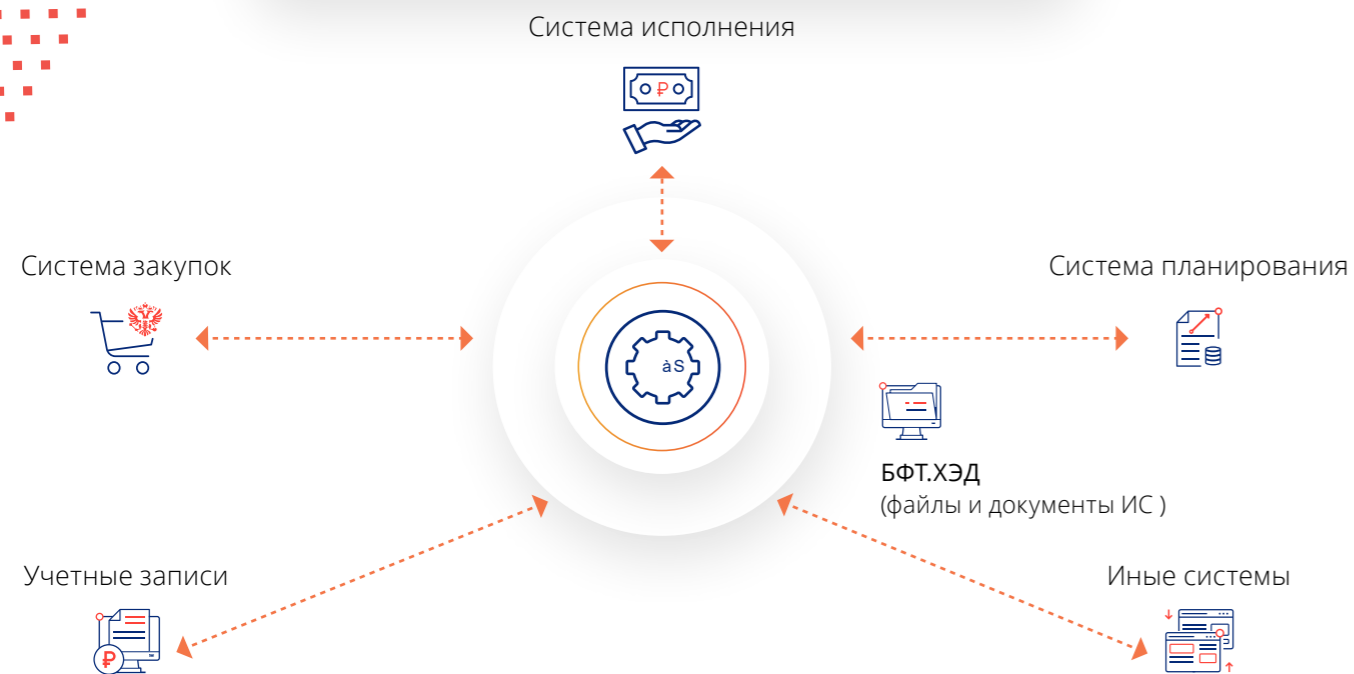 Система исполнения
Система закупок
Система планирования
àS
БФТ.ХЭД
(файлы и документы ИС )
Учетные записи
Иные системы